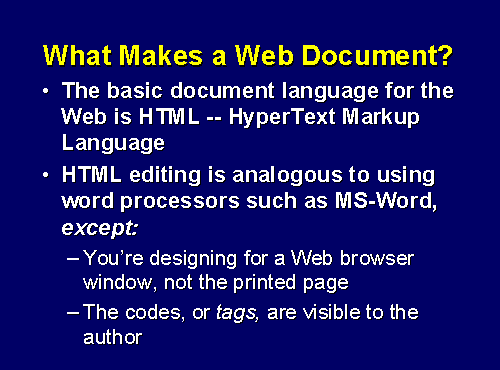 What Makes a Web Document?
• The basic document language for the
Web is HTML -- HyperText Markup
Language
• HTML editing is analogous to using
word processors such as MS-Word,
except:
– You’re designing for a Web browser
window, not the printed page
– The codes, or tags, are visible to the
author